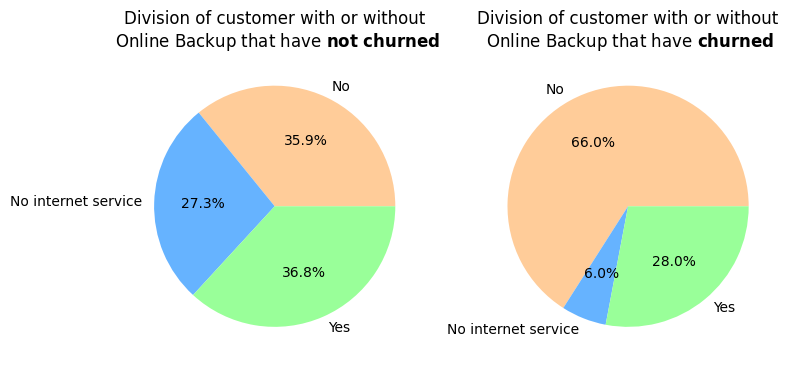 Division of customer with or without
Online Backup that have not churned
No
35.9%
No internet service
27.3%
36.8%
Yes
Division of customer with or without
Online Backup that have churned
No
66.0%
6.0%
28.0%
Yes
No internet service